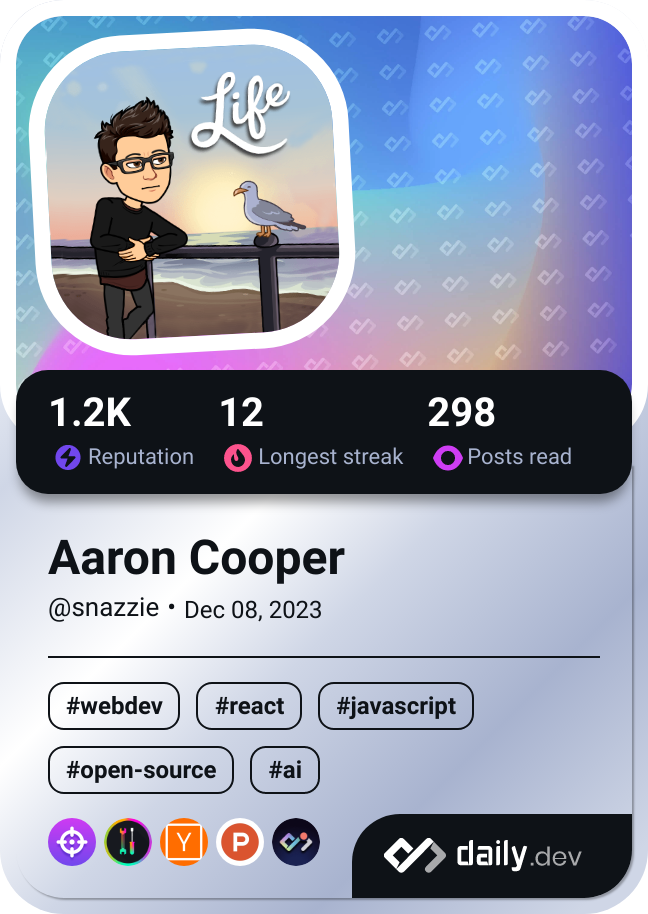 Life
1.2K 12 298
Reputation Longest streak Posts read
Aaron Cooper
@snazzie • Dec 08, 2023
#webdev #react #javascript
#open-source #ai
Y P daily.dev